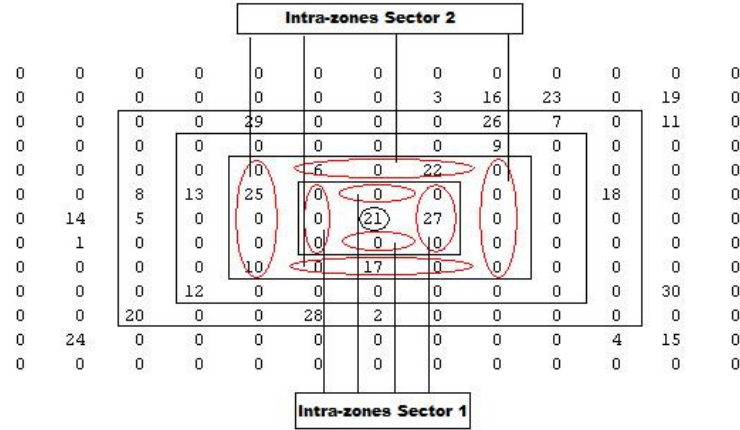 Intra-zones Sector 2
0 0 0 0 0 0 0 0 0 0 0 0 0
0 0 0 0 0 0 0 3 16 23 0 19 0
0 0 0 0 29 0 0 0 26 7 0 11 0
0 0 0 0 0 0 0 0 9 0 0 0 0
0 0 0 0 0 6 0 22 0 0 0 0 0
0 0 8 13 25 0 0 0 0 0 18 0 0
0 14 5 0 0 0 21 27 0 0 0 0 0
0 1 0 0 0 0 0 0 0 0 0 0 0
0 0 0 0 10 0 17 0 0 0 0 0 0
0 0 0 12 0 0 0 0 0 0 0 30 0
0 0 20 0 0 28 2 0 0 0 0 0 0
0 24 0 0 0 0 0 0 0 0 4 15 0
0 0 0 0 0 0 0 0 0 0 0 0 0
Intra-zones Sector 1